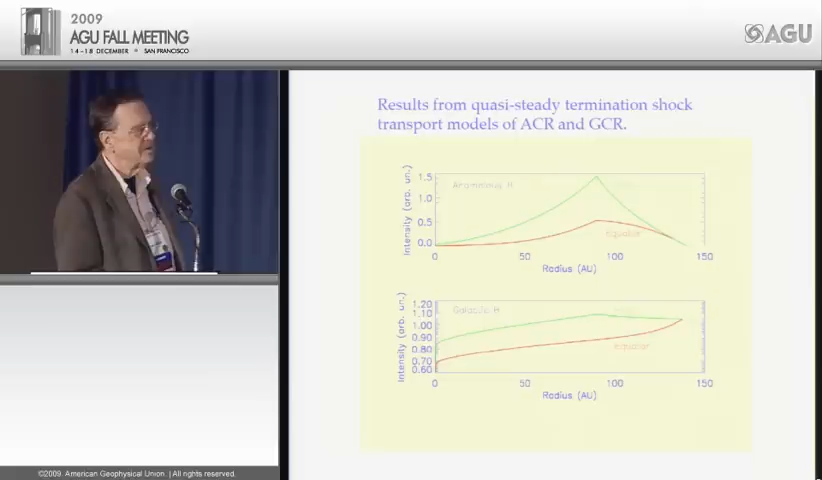 2009
AGU FALL MEETING
14-18 DECEMBER • SAN FRANCISCO
AGU
Results from quasi-steady termination shock
transport models of ACR and GCR.
Intensity (arb. un.)
1.5
1.0
0.5
0.0
Anomalous H
equator
0 50 100 150
Radius (AU)
Intensity (arb. un.)
1.20
1.10
1.00
0.90
0.80
0.70
0.60
Galactic H
equator
0 50 100 150
Radius (AU)
©2009. American Geophysical Union. | All rights reserved.